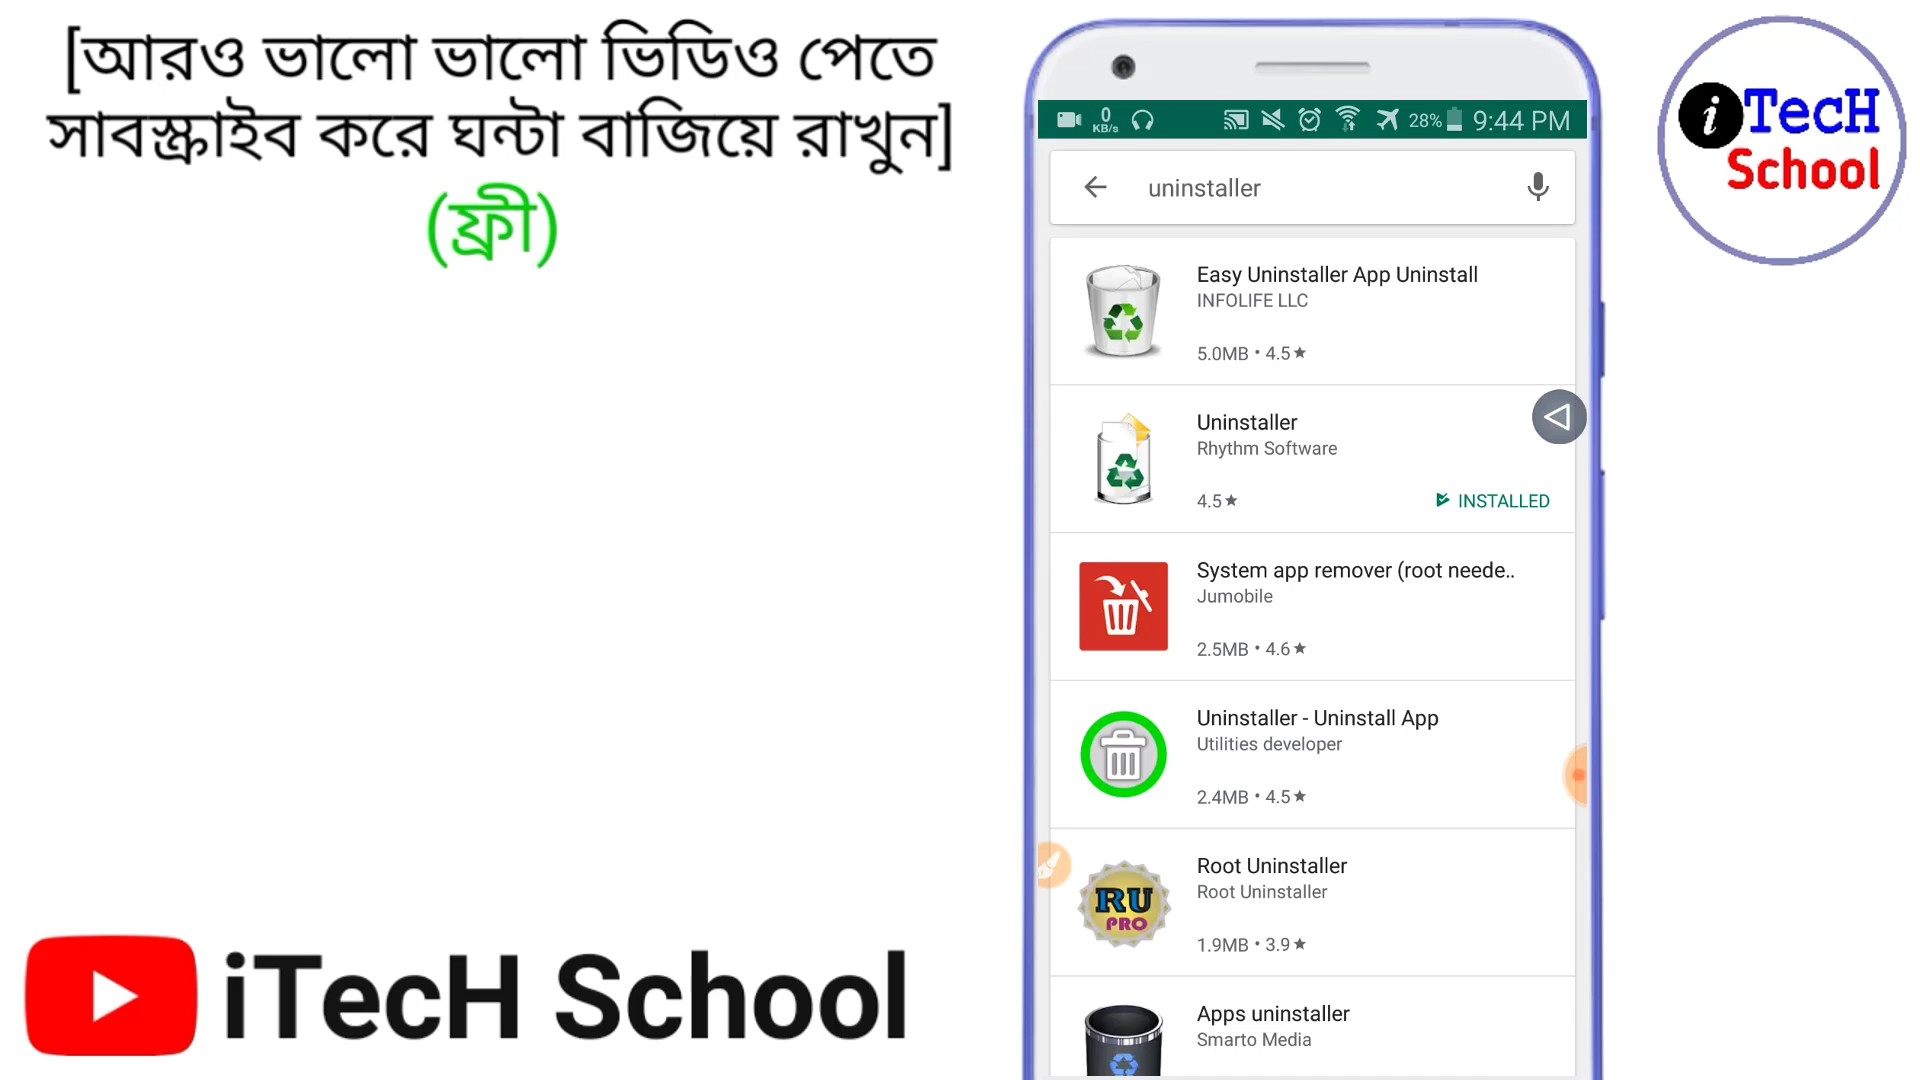 [আরও ভালো ভালো ভিডিও পেতে
সাবস্ক্রাইব করে ঘন্টা বাজিয়ে রাখুন]
(ফ্রী)
0
KB/s
28%
9:44 PM
uninstaller
Easy Uninstaller App Uninstall
INFOLIFE LLC
5.0MB • 4.5★
Uninstaller
Rhythm Software
4.5★
INSTALLED
System app remover (root neede..
Jumobile
2.5MB • 4.6★
Uninstaller - Uninstall App
Utilities developer
2.4MB • 4.5★
Root Uninstaller
Root Uninstaller
RU
PRO
1.9MB • 3.9★
Apps uninstaller
Smarto Media
iTecH
School
iTecH School